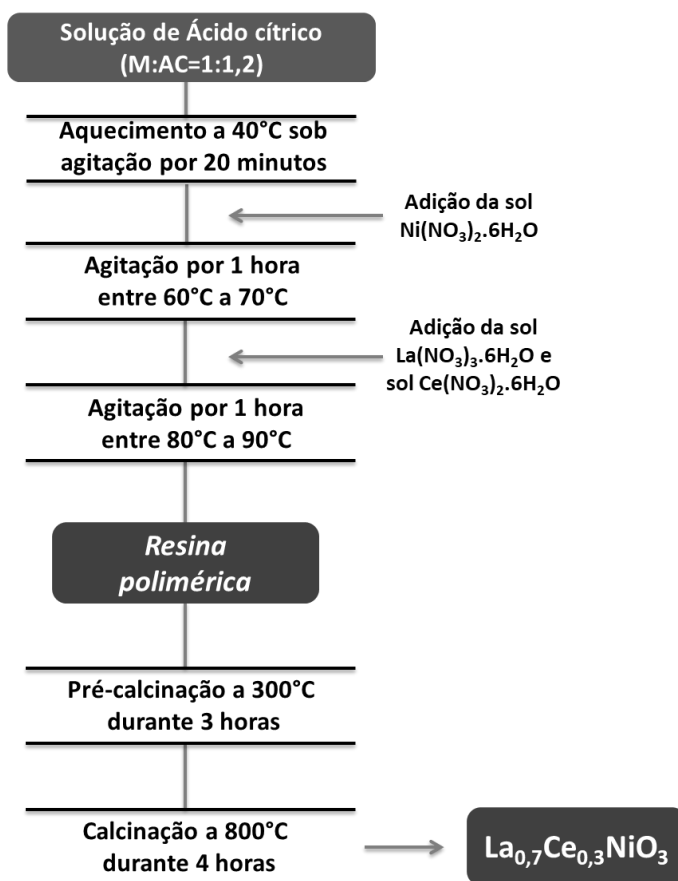 Solução de Ácido cítrico
(M:AC=1:1,2)
Aquecimento a 40°C sob
agitação por 20 minutos
Adição da sol
Ni(NO₃)₂.6H₂O
Agitação por 1 hora
entre 60°C a 70°C
Adição da sol
La(NO₃)₃.6H₂O e
sol Ce(NO₃)₂.6H₂O
Agitação por 1 hora
entre 80°C a 90°C
Resina
polimérica
Pré-calcinação a 300°C
durante 3 horas
Calcinação a 800°C
durante 4 horas
La₀,₇Ce₀,₃NiO₃